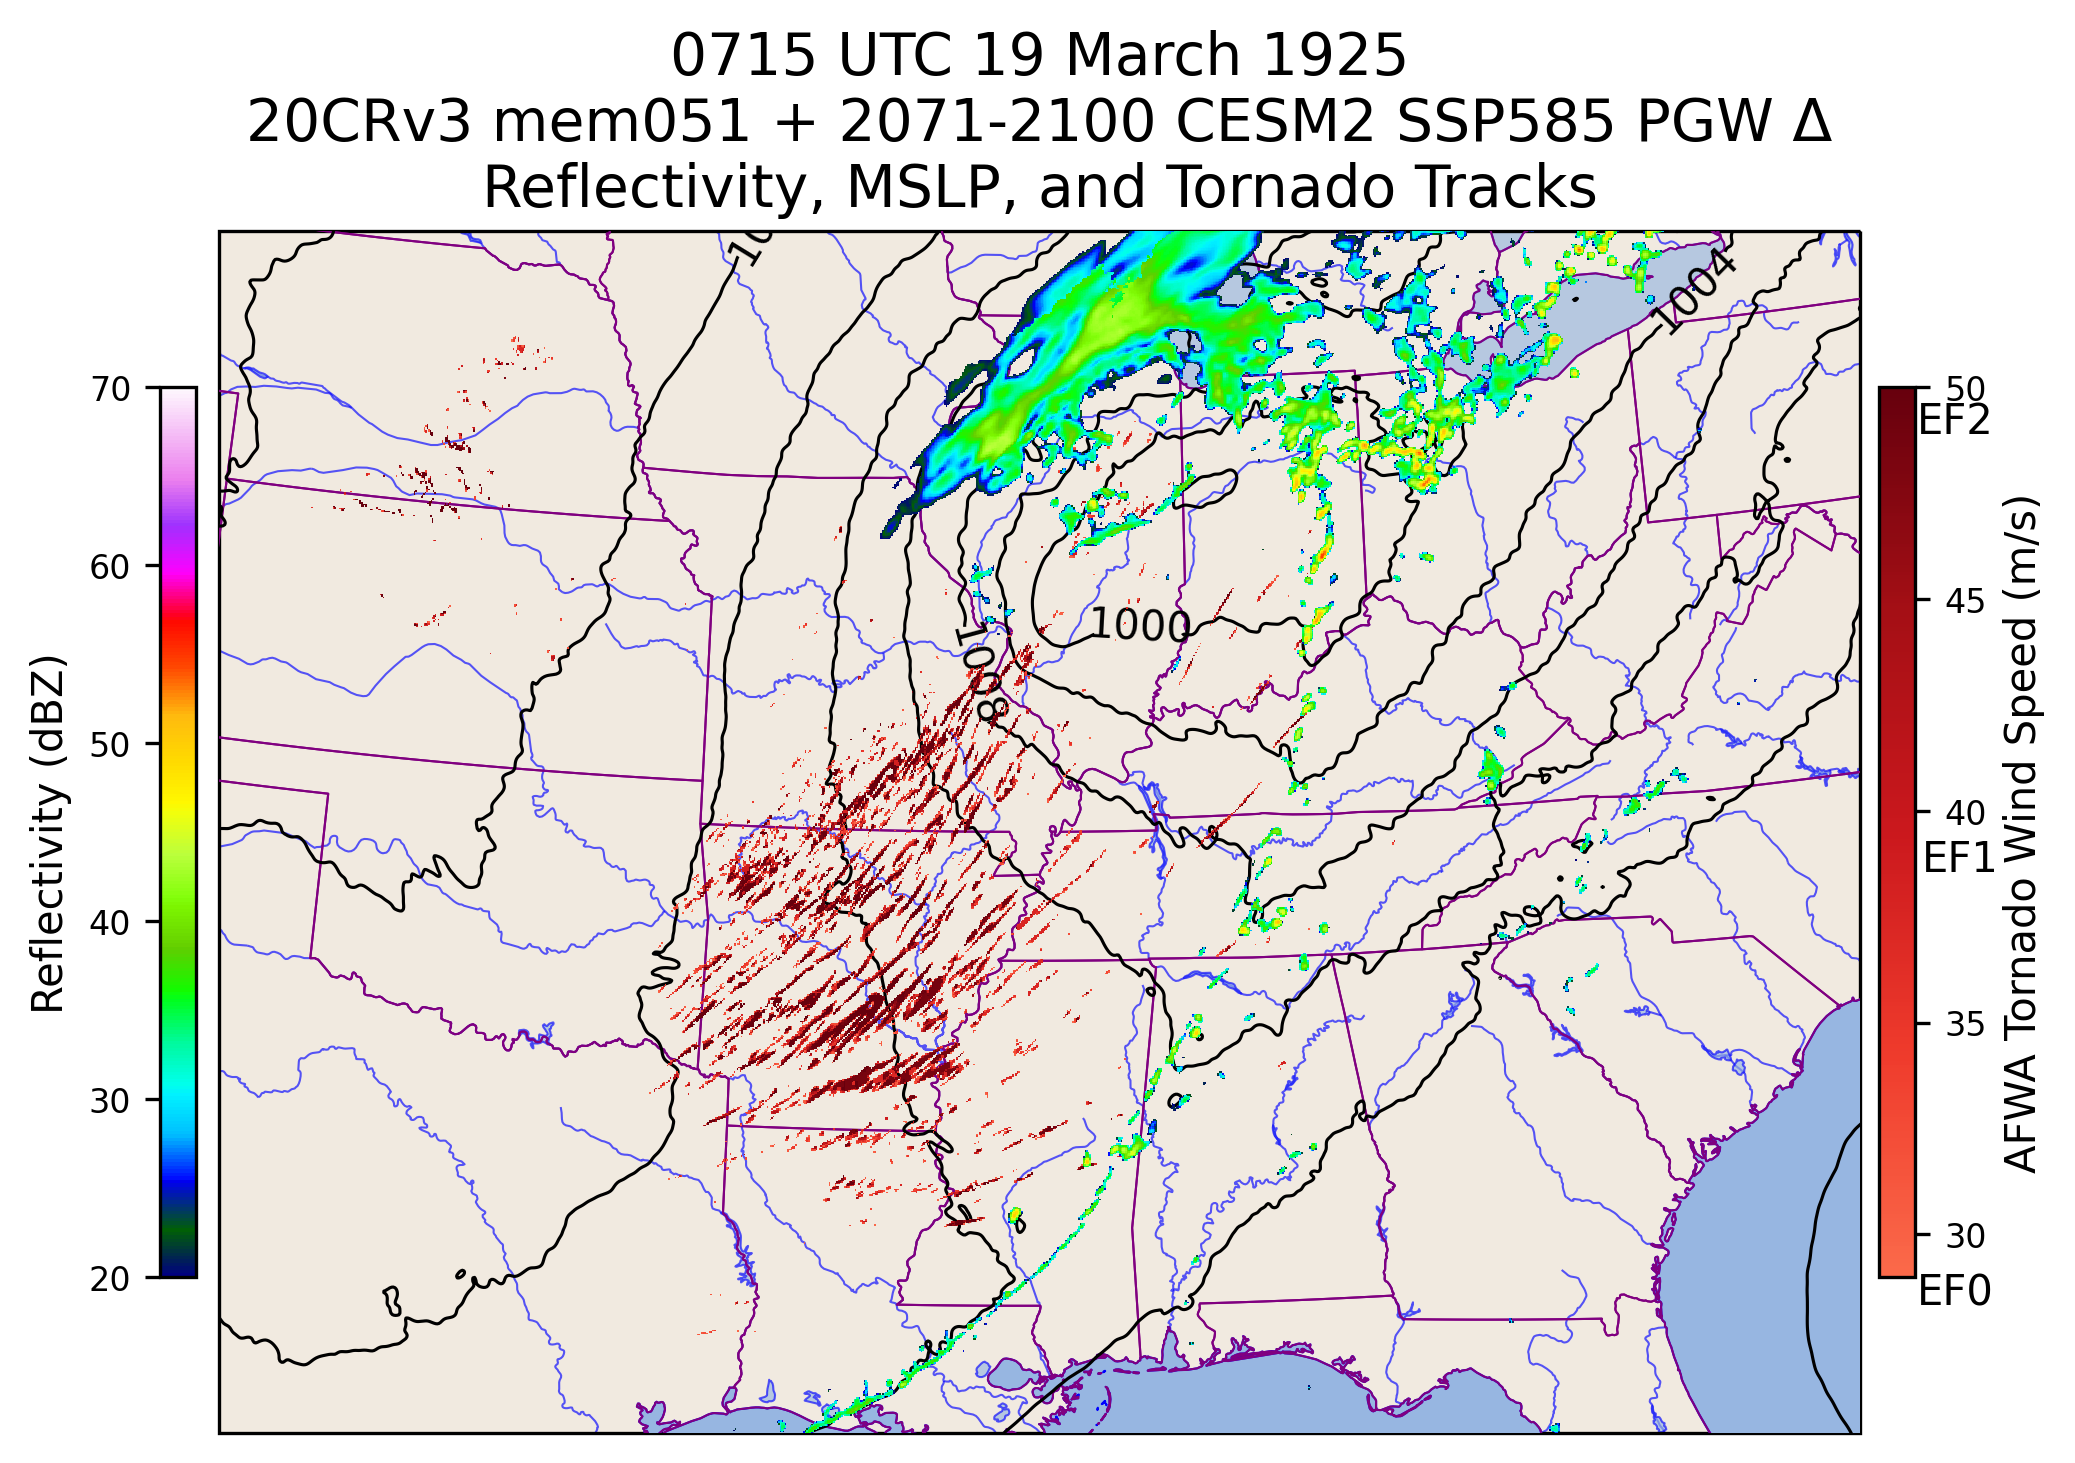 0715 UTC 19 March 1925
20CRv3 mem051 + 2071-2100 CESM2 SSP585 PGW Δ
Reflectivity, MSLP, and Tornado Tracks
1004
1000
1008
Reflectivity (dBZ)
70
60
50
40
30
20
50
EF2
45
40
EF1
35
30
EF0
AFWA Tornado Wind Speed (m/s)